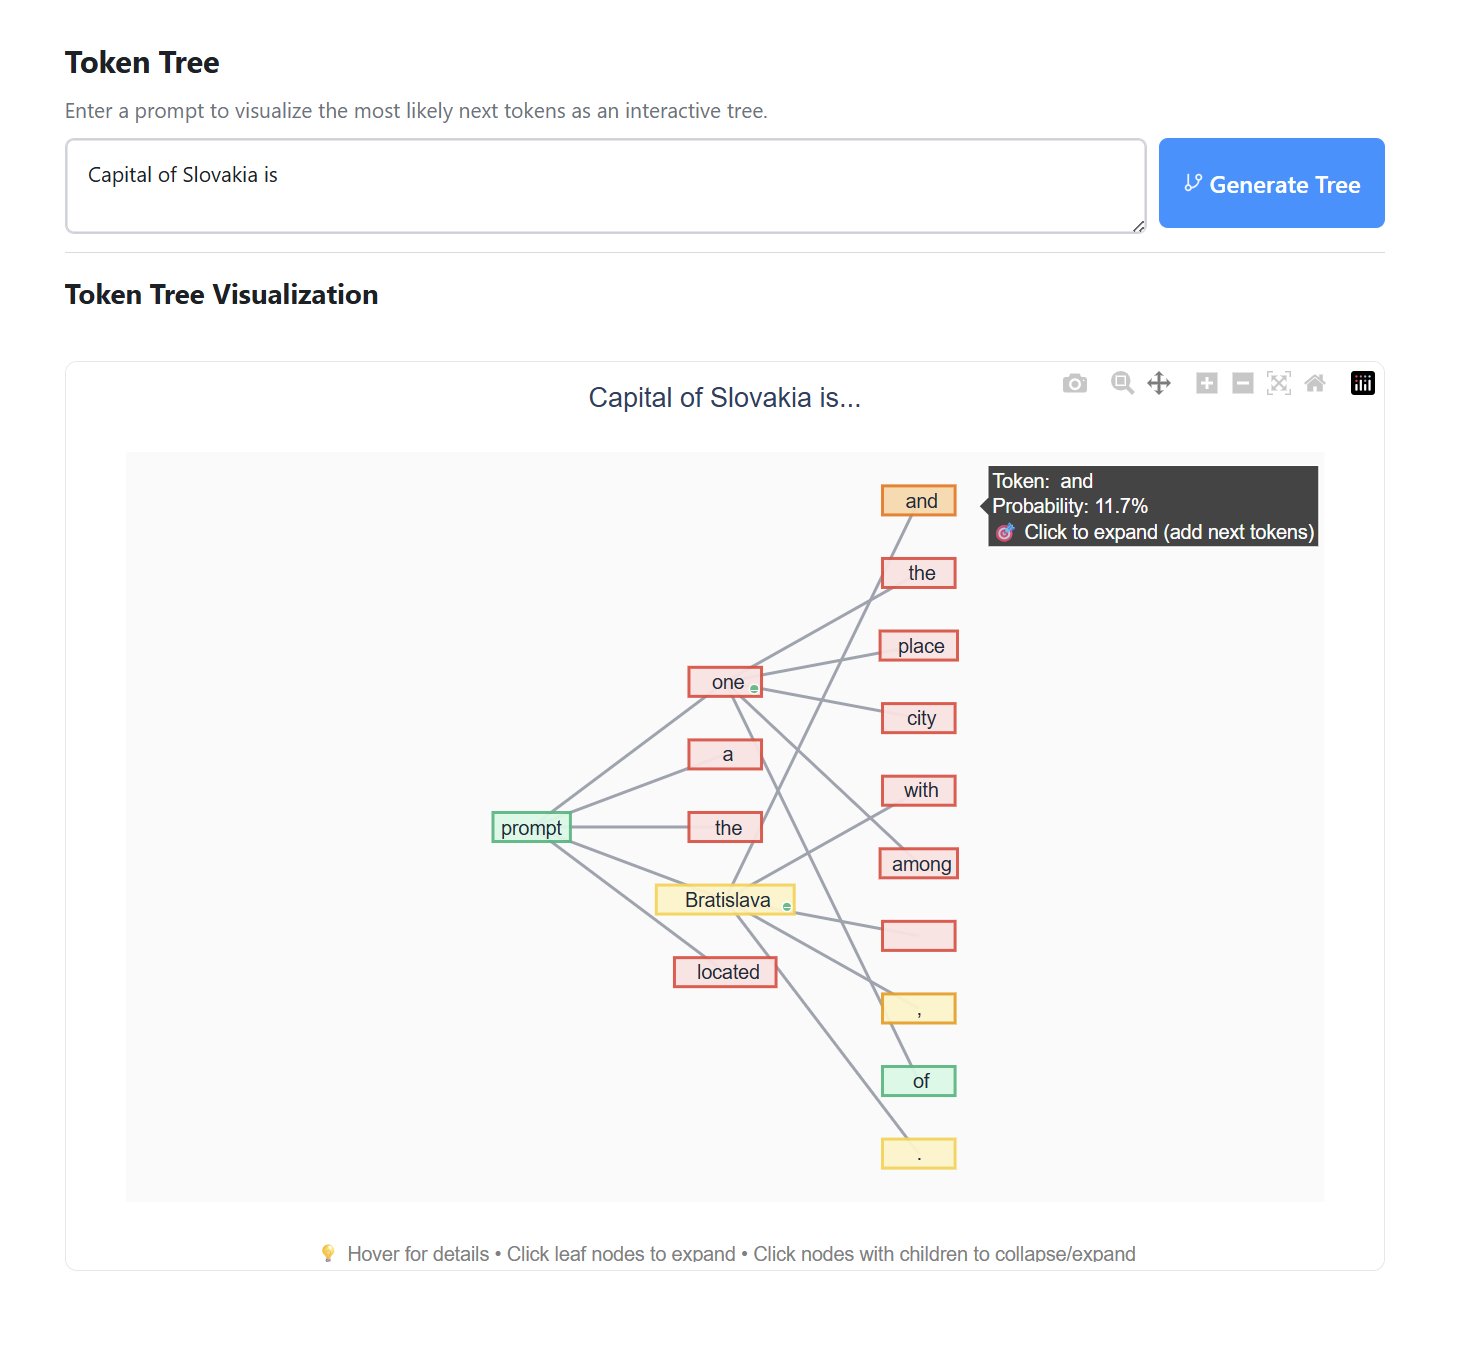 Token Tree
Enter a prompt to visualize the most likely next tokens as an interactive tree.
Capital of Slovakia is
Generate Tree
Token Tree Visualization
Capital of Slovakia is...
and
Token: and
Probability: 11.7%
🎯 Click to expand (add next tokens)
the
place
one
city
a
with
prompt
the
among
Bratislava
located
,
of
.
💡 Hover for details • Click leaf nodes to expand • Click nodes with children to collapse/expand